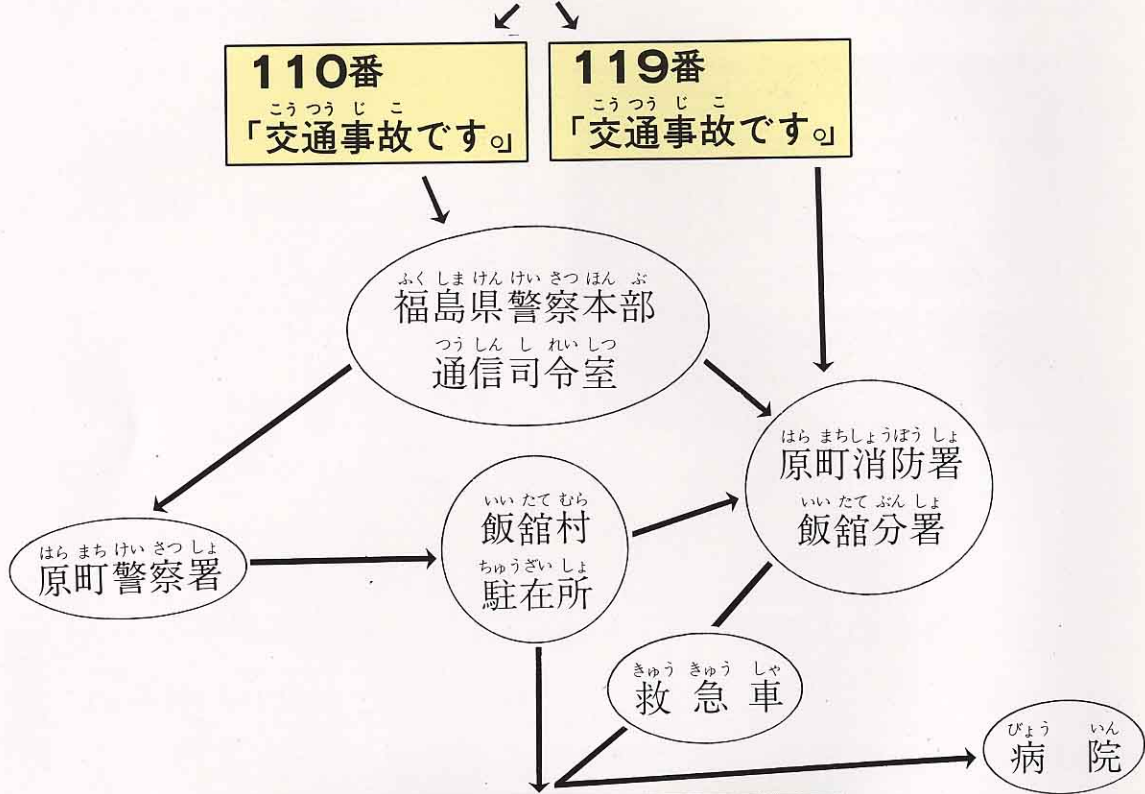 110番
こうつうじこ
「交通事故です。」
119番
こうつうじこ
「交通事故です。」
ふくしまけんけいさつほんぶ
福島県警察本部
つうしんしれいしつ
通信司令室
はらまちしょうぼうしょ
原町消防署
いいたてぶんしょ
飯舘分署
いいたてむら
飯舘村
ちゅうざいしょ
駐在所
はらまちけいさつしょ
原町警察署
きゅうきゅうしゃ
救急車
びょういん
病院